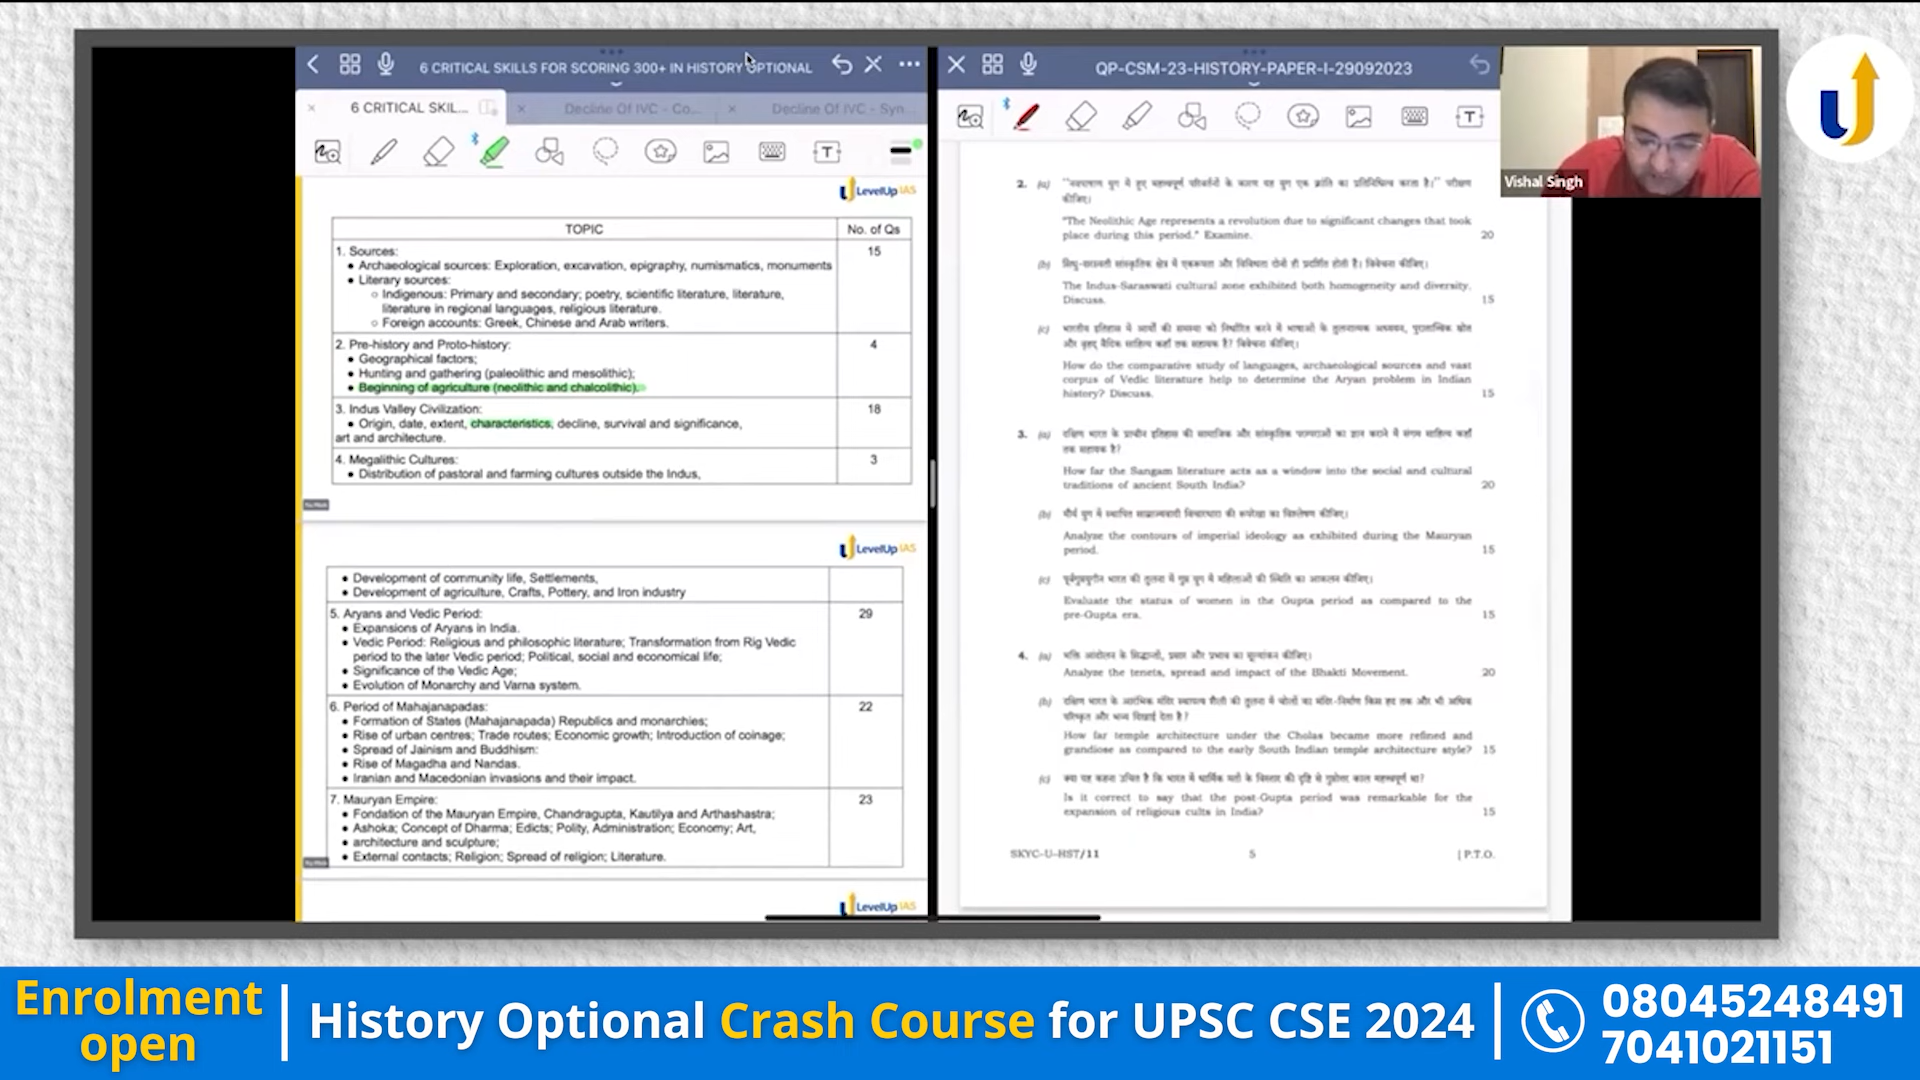 6 CRITICAL SKILLS FOR SCORING 300+ IN HISTORY OPTIONAL
6 CRITICAL SKIL...
Decline Of IVC - Co...
Decline Of IVC - Syn...
LevelUp IAS
TOPIC No. of Qs
1. Sources: 15
• Archaeological sources: Exploration, excavation, epigraphy, numismatics, monuments
• Literary sources:
○ Indigenous: Primary and secondary; poetry, scientific literature, literature,
literature in regional languages, religious literature.
○ Foreign accounts: Greek, Chinese and Arab writers.
2. Pre-history and Proto-history: 4
• Geographical factors;
• Hunting and gathering (paleolithic and mesolithic);
• Beginning of agriculture (neolithic and chalcolithic).
3. Indus Valley Civilization: 18
• Origin, date, extent, characteristics, decline, survival and significance,
art and architecture.
4. Megalithic Cultures: 3
• Distribution of pastoral and farming cultures outside the Indus,
LevelUp IAS
• Development of community life, Settlements,
• Development of agriculture, Crafts, Pottery, and Iron industry
5. Aryans and Vedic Period: 29
• Expansions of Aryans in India.
• Vedic Period: Religious and philosophic literature; Transformation from Rig Vedic
period to the later Vedic period; Political, social and economical life;
• Significance of the Vedic Age;
• Evolution of Monarchy and Varna system.
6. Period of Mahajanapadas: 22
• Formation of States (Mahajanapada) Republics and monarchies;
• Rise of urban centres; Trade routes; Economic growth; Introduction of coinage;
• Spread of Jainism and Buddhism:
• Rise of Magadha and Nandas.
• Iranian and Macedonian invasions and their impact.
7. Mauryan Empire: 23
• Fondation of the Mauryan Empire, Chandragupta, Kautilya and Arthashastra;
• Ashoka; Concept of Dharma; Edicts; Polity, Administration; Economy; Art,
• architecture and sculpture;
• External contacts; Religion; Spread of religion; Literature.
LevelUp IAS
QP-CSM-23-HISTORY-PAPER-I-29092023
2. (a)
"The Neolithic Age represents a revolution due to significant changes that took
place during this period." Examine. 20
(b)
The Indus-Saraswati cultural zone exhibited both homogeneity and diversity.
Discuss. 15
(c)
How do the comparative study of languages, archaeological sources and vast
corpus of Vedic literature help to determine the Aryan problem in Indian
history? Discuss. 15
3. (a)
How far the Sangam literature acts as a window into the social and cultural
traditions of ancient South India? 20
(b)
Analyze the contours of imperial ideology as exhibited during the Mauryan
period. 15
(c)
Evaluate the status of women in the Gupta period as compared to the
pre-Gupta era. 15
4. (a) भक्ति आंदोलन के सिद्धान्तों, प्रसार और प्रभाव का मूल्यांकन कीजिए।
Analyze the tenets, spread and impact of the Bhakti Movement. 20
(b)
How far temple architecture under the Cholas became more refined and
grandiose as compared to the early South Indian temple architecture style? 15
(c)
Is it correct to say that the post-Gupta period was remarkable for the
expansion of religious cults in India? 15
SKYC-U-HST/11 5 [ P.T.O.
Vishal Singh
Enrolment
open
History Optional Crash Course for UPSC CSE 2024
08045248491
7041021151